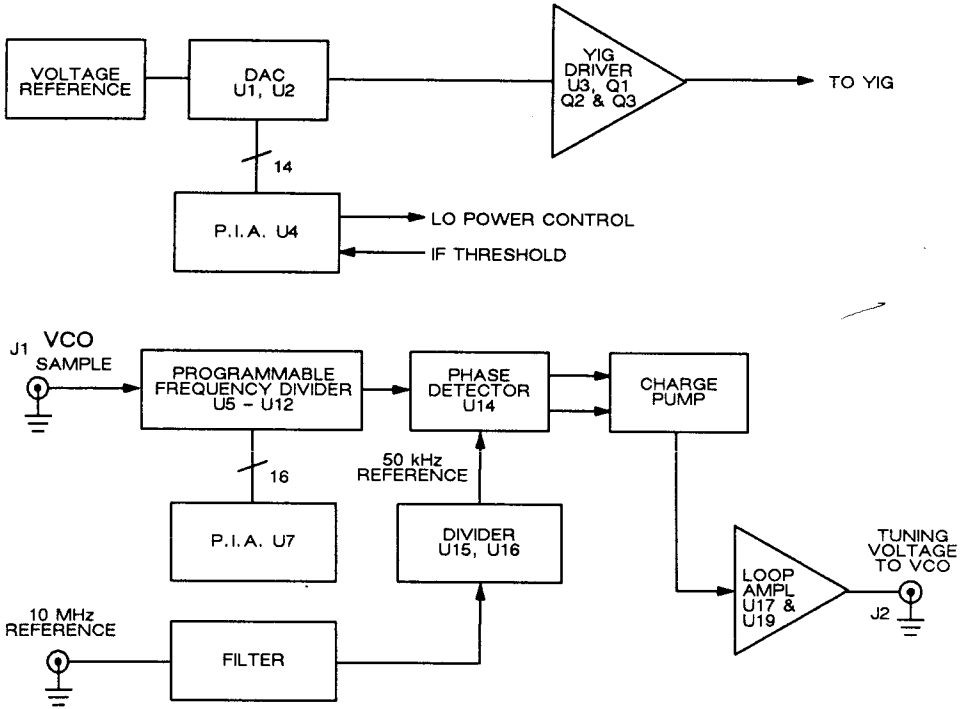 VOLTAGE
REFERENCE
DAC
U1, U2
YIG
DRIVER
U3, Q1
Q2 & Q3
TO YIG
14
P.I.A. U4
LO POWER CONTROL
IF THRESHOLD
J1
VCO
SAMPLE
PROGRAMMABLE
FREQUENCY DIVIDER
U5 - U12
PHASE
DETECTOR
U14
CHARGE
PUMP
16
50 kHz
REFERENCE
P.I.A. U7
DIVIDER
U15, U16
LOOP
AMPL
U17 &
U19
TUNING
VOLTAGE
TO VCO
J2
10 MHz
REFERENCE
FILTER